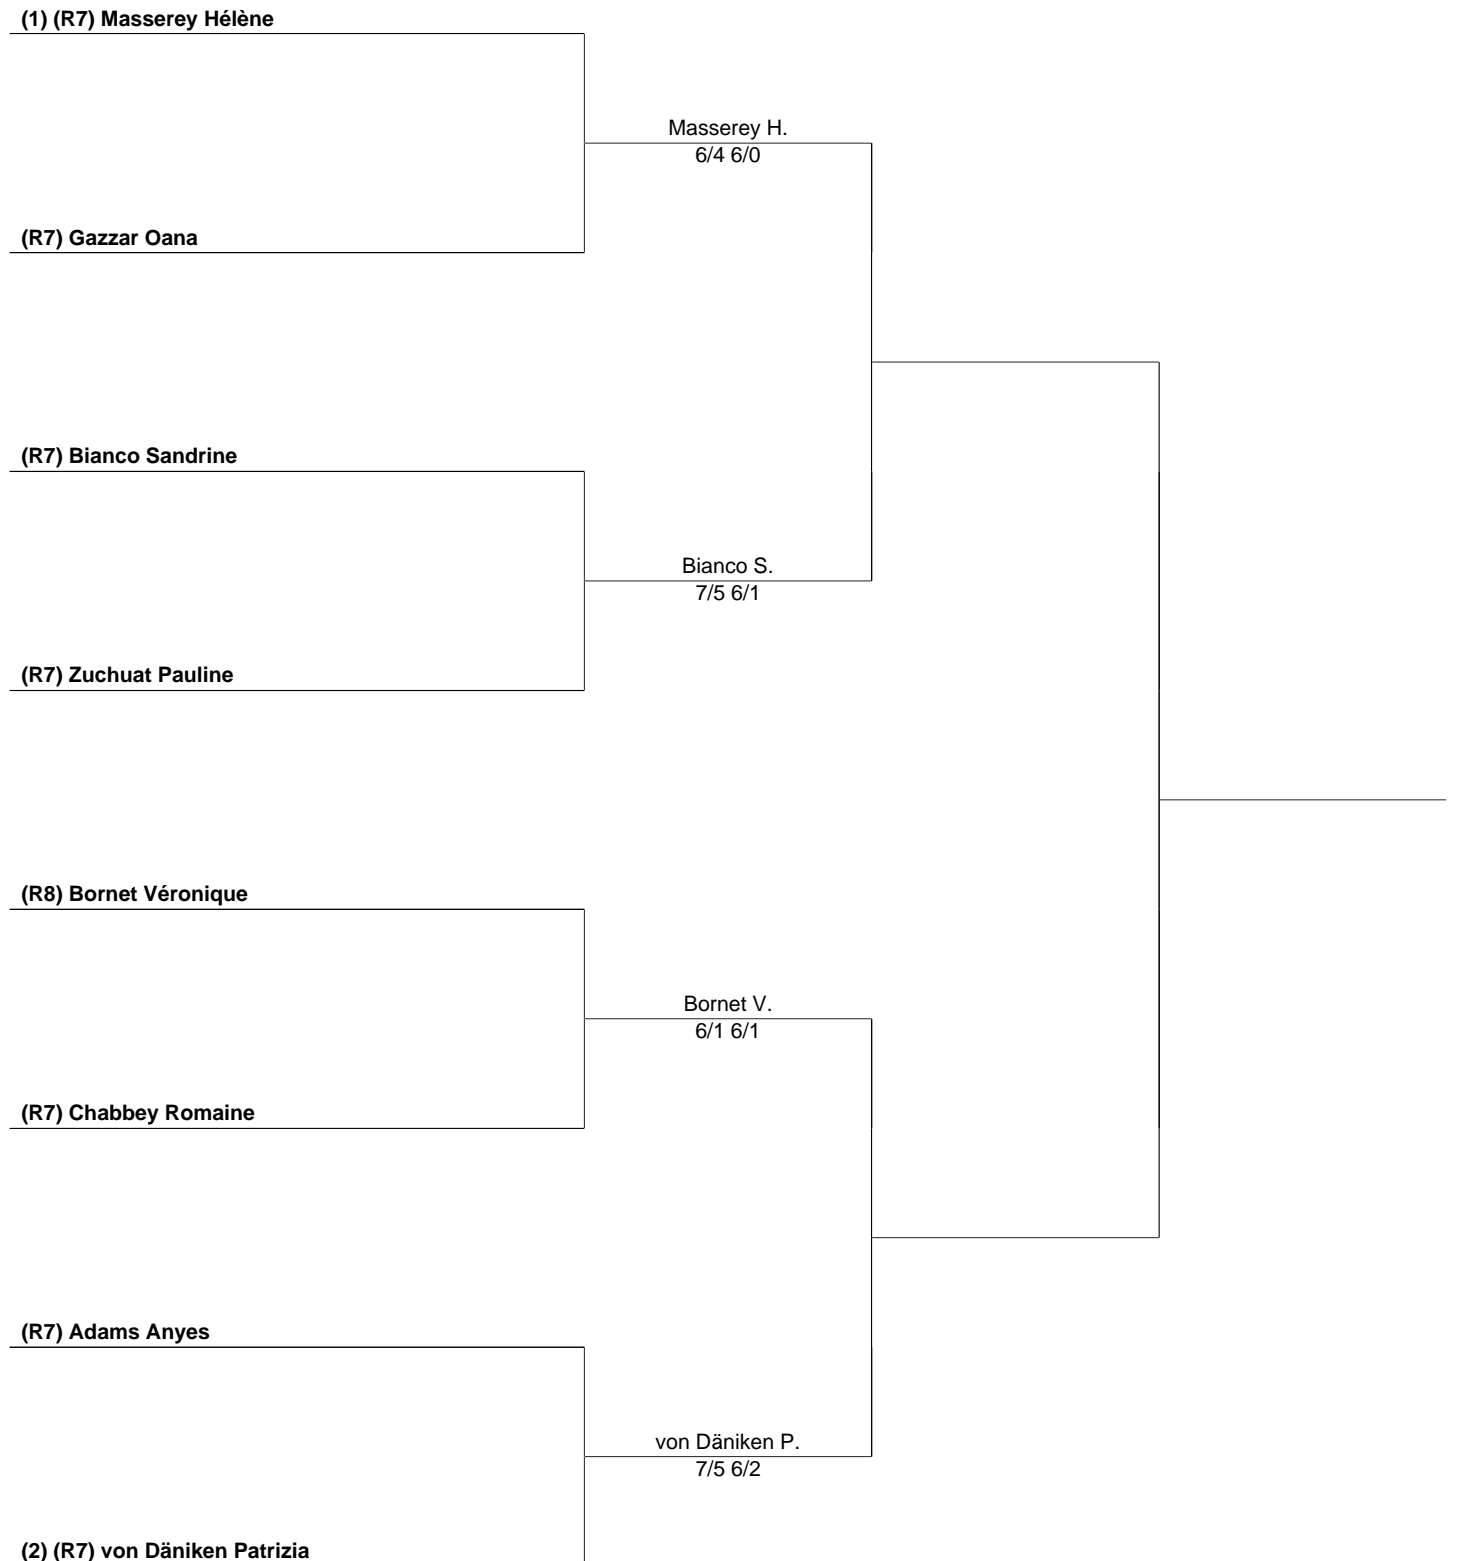 (1) (R7) Masserey Hélène
Masserey H.
6/4 6/0
(R7) Gazzar Oana
(R7) Bianco Sandrine
Bianco S.
7/5 6/1
(R7) Zuchuat Pauline
(R8) Bornet Véronique
Bornet V.
6/1 6/1
(R7) Chabbey Romaine
(R7) Adams Anyes
von Däniken P.
7/5 6/2
(2) (R7) von Däniken Patrizia